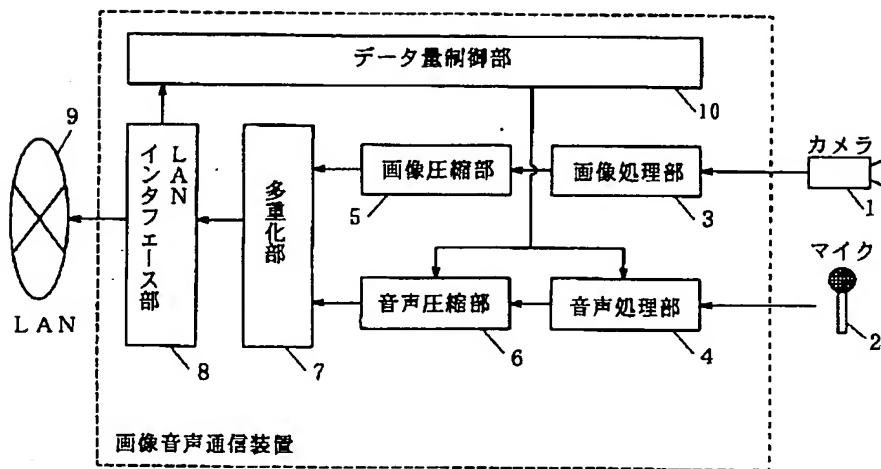 データ量制御部
10
9
LAN
インタフェース部
多重化部
画像圧縮部
画像処理部
カメラ
5
3
1
マイク
音声圧縮部
音声処理部
LAN
8
7
6
4
2
画像音声通信装置